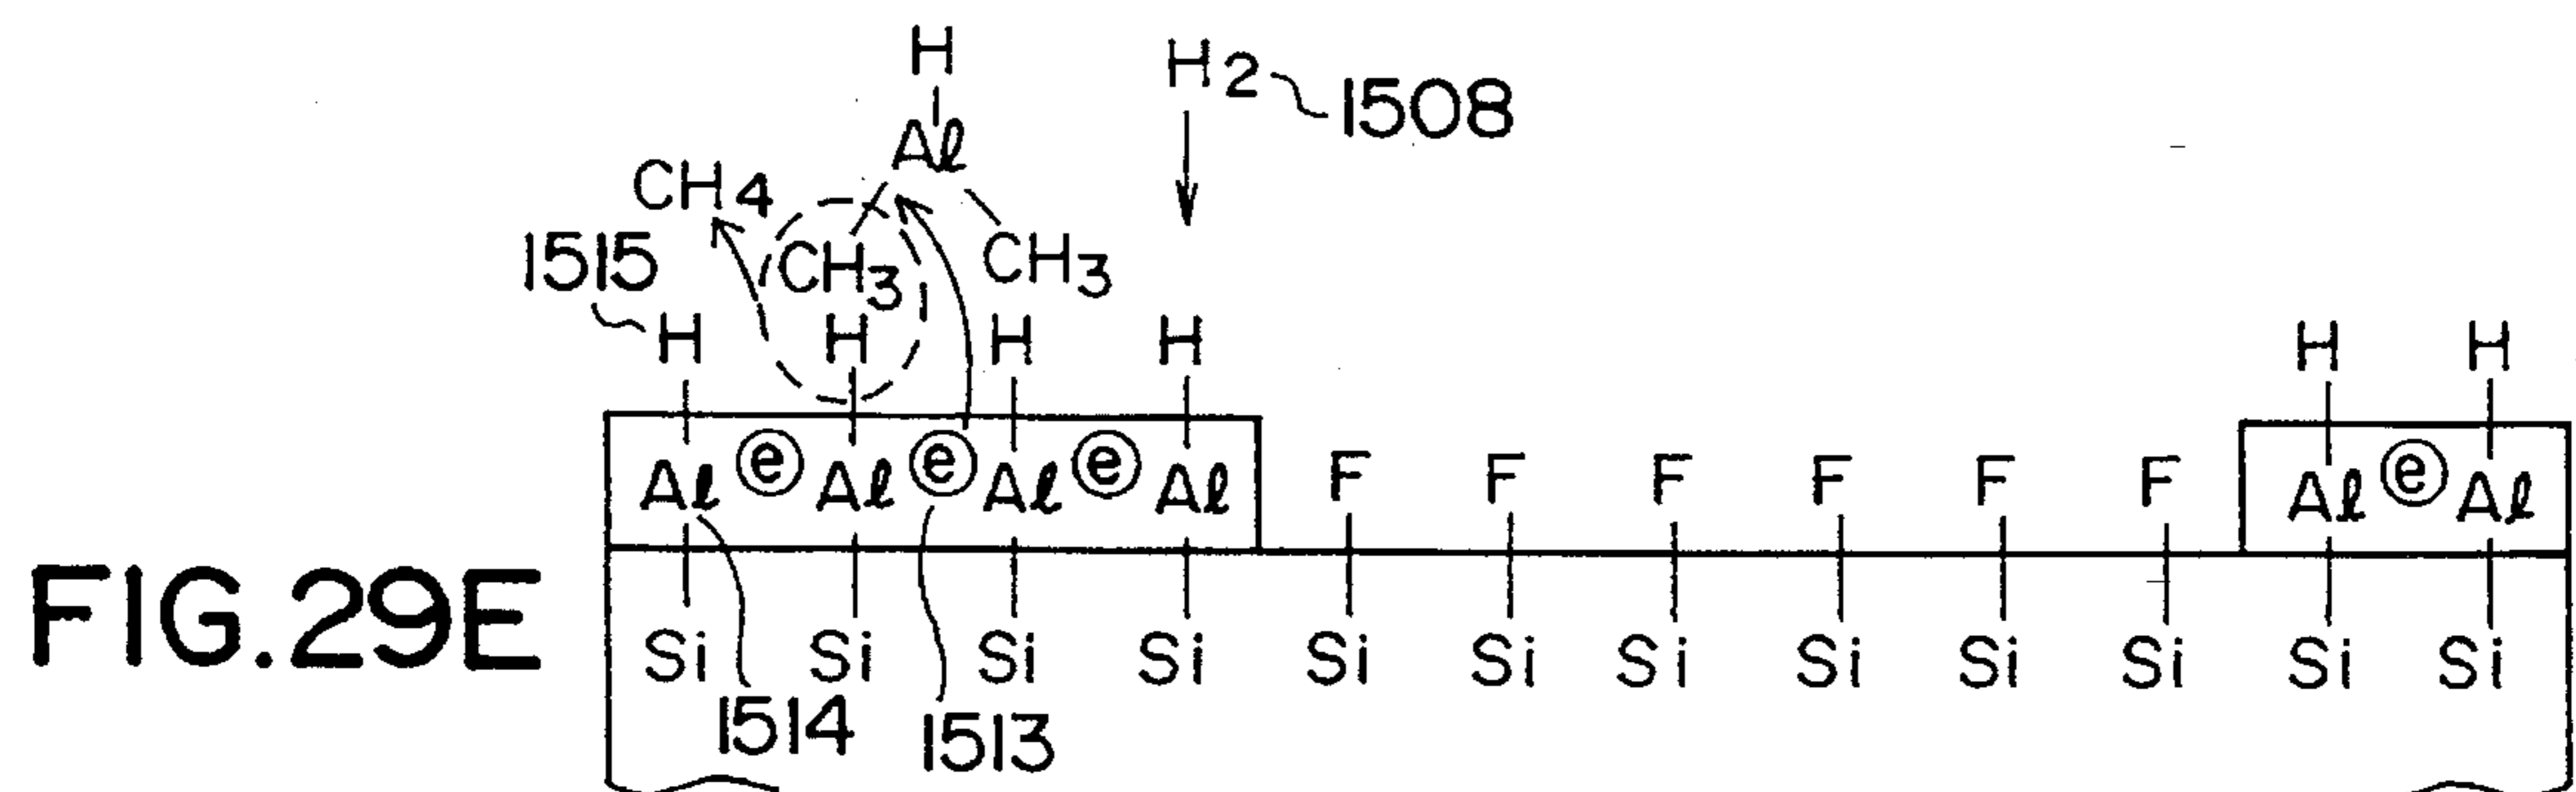 H
H2 1508
Al
CH4
CH3 CH3
1515
H H H H H H
Al e Al e Al e Al F F F F F F Al e Al
FIG.29E
Si Si Si Si Si Si Si Si Si Si Si Si
1514 1513